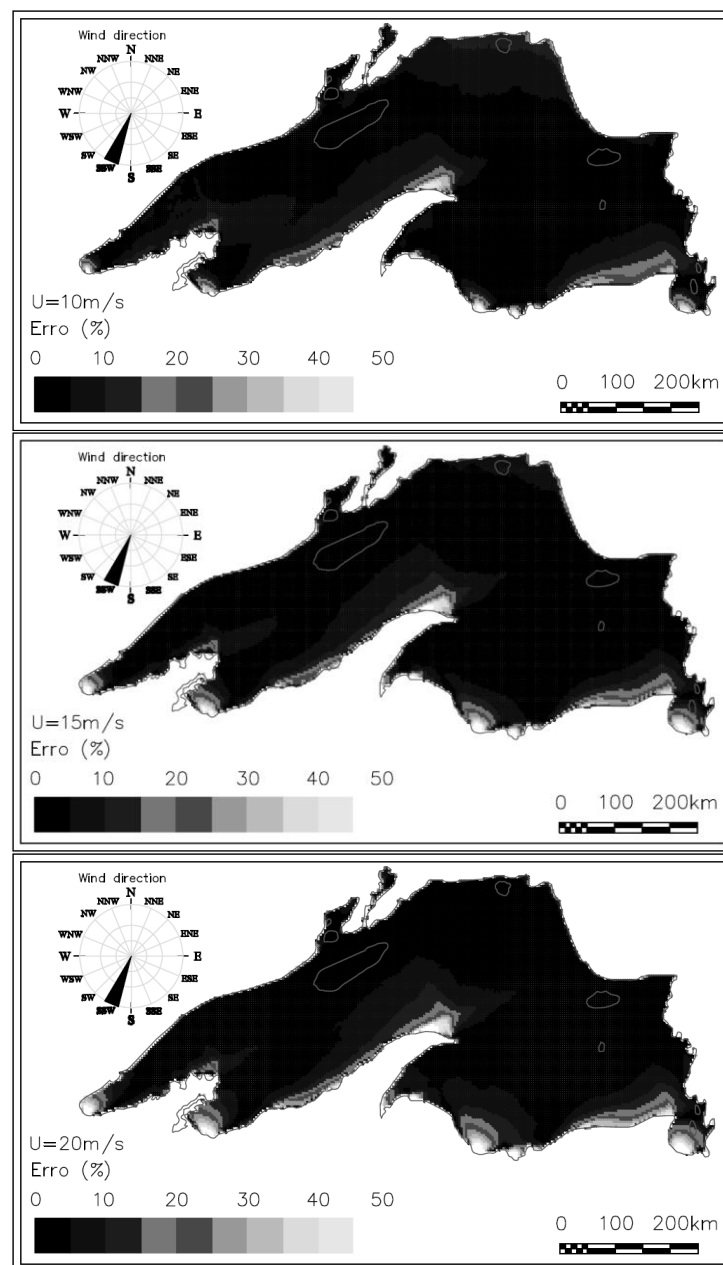 Wind direction
N
NNW NNE
NW NE
WNW ENE
W E
WSW ESE
SW SE
SSW SSE
S
U=10m/s
Erro (%)
0 10 20 30 40 50
0 100 200km
Wind direction
N
NNW NNE
NW NE
WNW ENE
W E
WSW ESE
SW SE
SSW SSE
S
U=15m/s
Erro (%)
0 10 20 30 40 50
0 100 200km
Wind direction
N
NNW NNE
NW NE
WNW ENE
W E
WSW ESE
SW SE
SSW SSE
S
U=20m/s
Erro (%)
0 10 20 30 40 50
0 100 200km